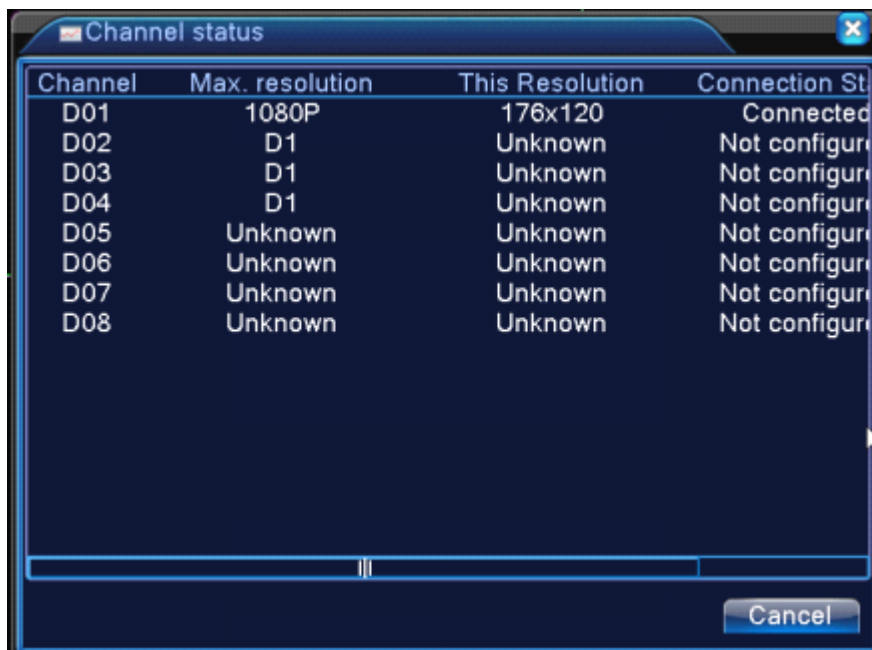 Channel status
Channel Max. resolution This Resolution Connection St
D01 1080P 176x120 Connected
D02 D1 Unknown Not configur
D03 D1 Unknown Not configur
D04 D1 Unknown Not configur
D05 Unknown Unknown Not configur
D06 Unknown Unknown Not configur
D07 Unknown Unknown Not configur
D08 Unknown Unknown Not configur
Cancel